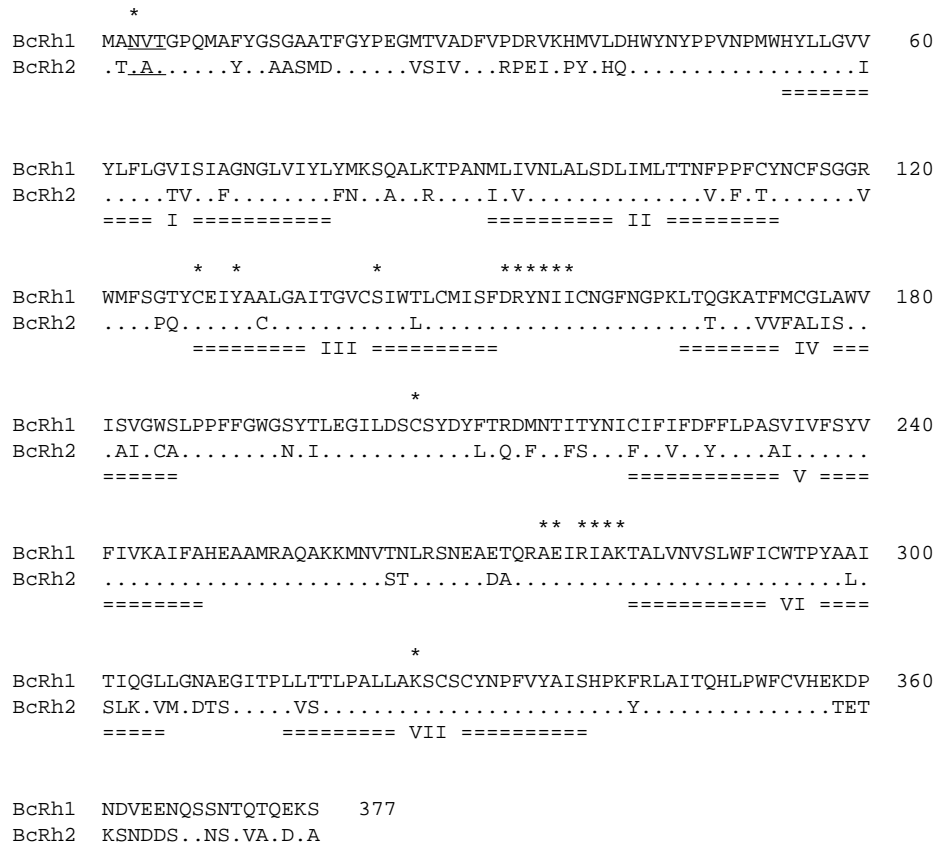 *
BcRh1  MANVTGPQMAFYGSGAATFGYPEGMTVADFVPDRVKHMVLDHWYNYPPVNPMWHYLLGVV   60
BcRh2  .T.A.....Y..AASMD......VSIV...RPEI.PY.HQ...................I
       =======
YLFLGVISIAGNGLVIYLYMKSQALKTPANMLIVNLALSDLIMLTTNFPPFCYNCFSGGR   120
BcRh1
BcRh2  .....TV..F........FN..A..R....I.V..............V.F.T.......V
       ==== I ===========            ========== II =========
       *  *          *         ******
BcRh1  WMFSGTYCEIYAALGAITGVCSIWTLCMISFDRYNIICNGFNGPKLTQGKATFMCGLAWV   180
BcRh2  ....PQ......C...........L......................T...VVFALIS..
       ========= III ==========              ======== IV ===
       *
BcRh1  ISVGWSLPPFFGWGSYTLEGILDSCSYDYFTRDMNTITYNICIFIFDFFLPASVIVFSYV   240
BcRh2  .AI.CA........N.I............L.Q.F..FS...F..V..Y....AI......
       ======                                   ============ V ====
       ** ****
BcRh1  FIVKAIFAHEAAMRAQAKKMNVTNLRSNEAETQRAEIRIAKTALVNVSLWFICWTPYAAI   300
BcRh2  ......................ST......DA..........................L.
       ========                                 =========== VI ====
       *
BcRh1  TIQGLLGNAEGITPLLTTLPALLAKSCSCYNPFVYAISHPKFRLAITQHLPWFCVHEKDP   360
BcRh2  SLK.VM.DTS.....VS........................Y...............TET
       =====         ========= VII ==========
BcRh1  NDVEENQSSNTQTQEKS   377
BcRh2  KSNDDS..NS.VA.D.A